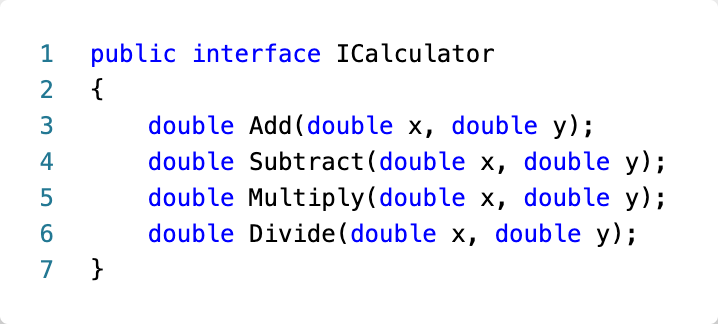 1 public interface ICalculator
2 {
3 double Add(double x, double y);
4 double Subtract(double x, double y);
5 double Multiply(double x, double y);
6 double Divide(double x, double y);
7 }